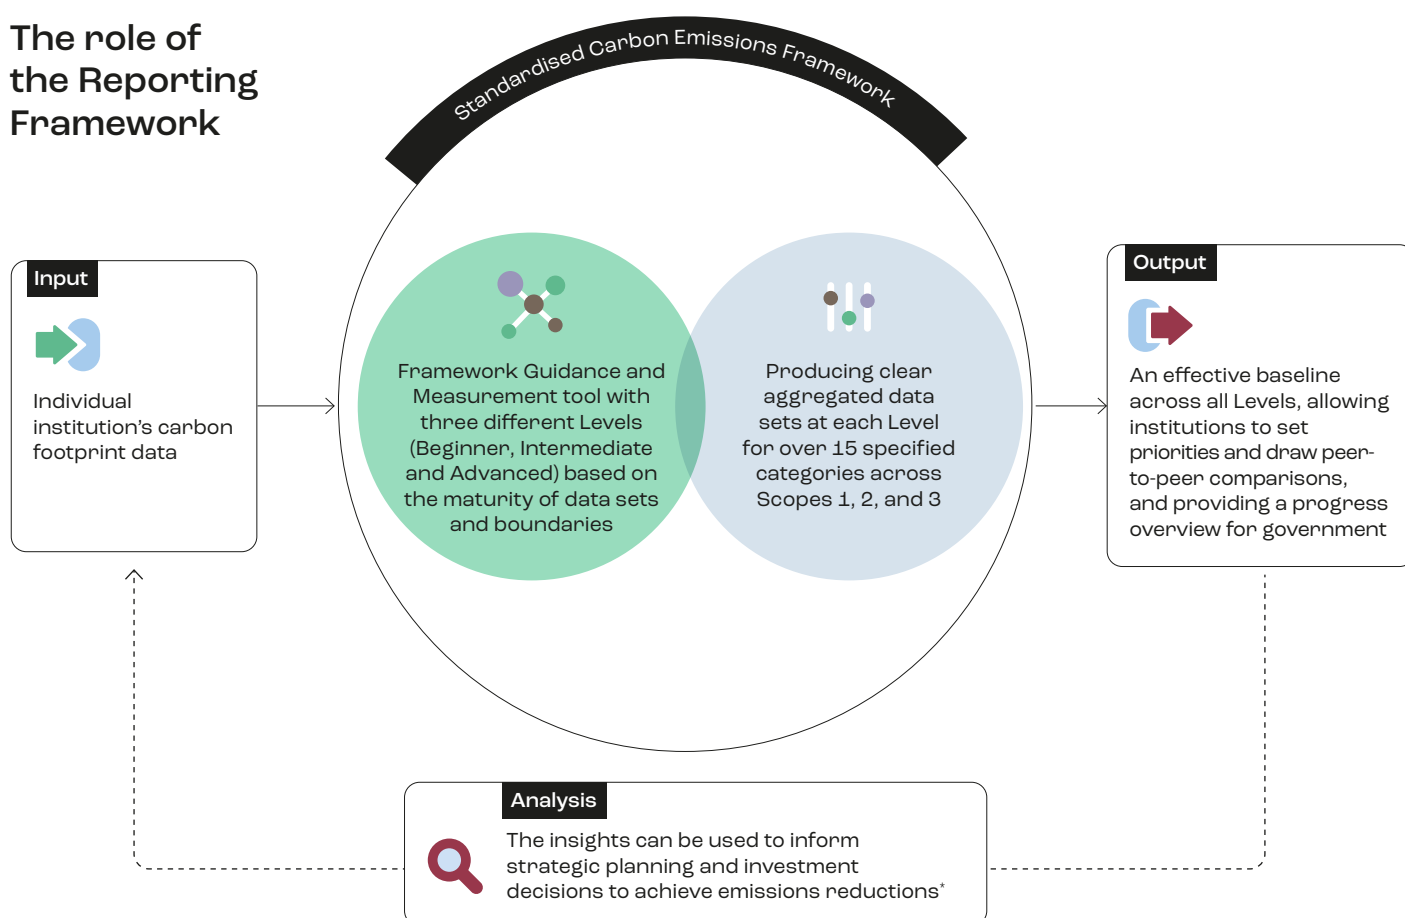 The role of
the Reporting
Framework
Standardised Carbon Emissions Framework
Input
Individual
institution’s carbon
footprint data
Framework Guidance and
Measurement tool with
three different Levels
(Beginner, Intermediate
and Advanced) based on
the maturity of data sets
and boundaries
Producing clear
aggregated data
sets at each Level
for over 15 specified
categories across
Scopes 1, 2, and 3
Output
An effective baseline
across all Levels, allowing
institutions to set
priorities and draw peer-
to-peer comparisons,
and providing a progress
overview for government
Analysis
The insights can be used to inform
strategic planning and investment
decisions to achieve emissions reductions*